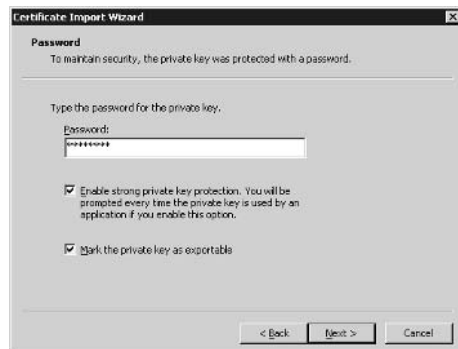 Certificate Import Wizard
Password
To maintain security, the private key was protected with a password.
Type the password for the private key.
Password:
*********
Enable strong private key protection. You will
be prompted every time the private key is used by an
application if you enable this option.
Mark the private key as exportable
< Back
Next >
Cancel